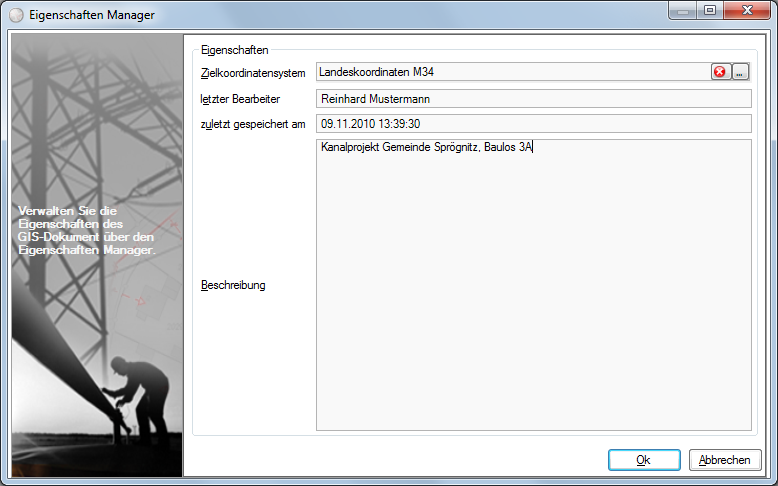 Eigenschaften Manager
Verwalten Sie die
Eigenschaften des
GIS-Dokument über den
Eigenschaften Manager.
Eigenschaften
Zielkoordinatensystem
Landeskoordinaten M34
...
letzter Bearbeiter
Reinhard Mustermann
zuletzt gespeichert am
09.11.2010 13:39:30
Beschreibung
Kanalprojekt Gemeinde Sprögnitz, Baulos 3A
Ok
Abbrechen